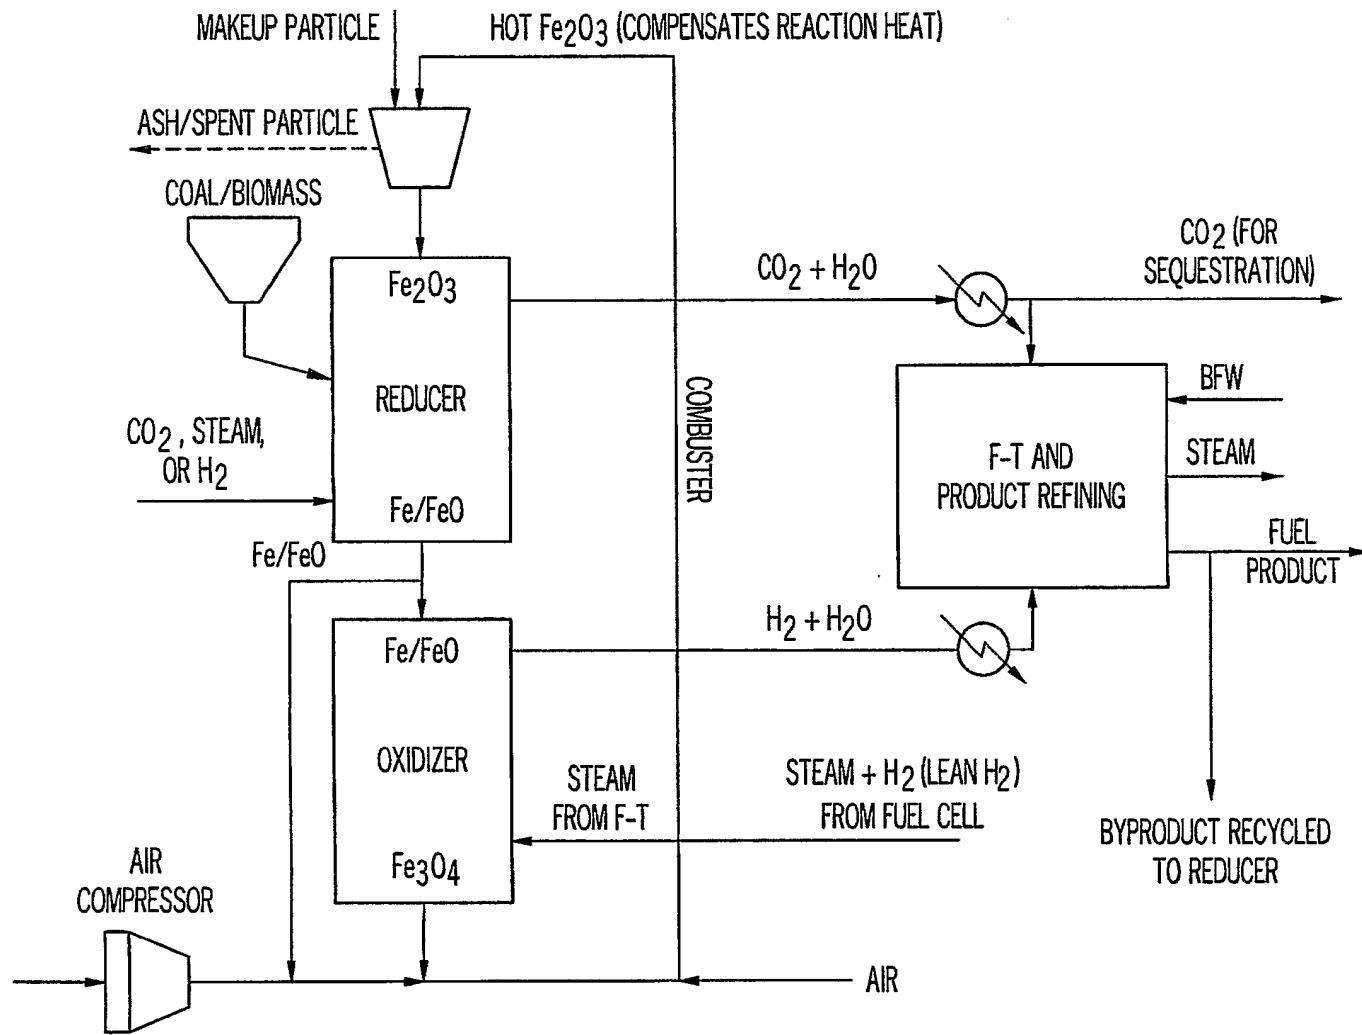 MAKEUP PARTICLE
HOT Fe2O3 (COMPENSATES REACTION HEAT)
ASH/SPENT PARTICLE
COAL/BIOMASS
CO2 (FOR
SEQUESTRATION)
CO2 + H2O
Fe2O3
REDUCER
COMBUSTER
BFW
CO2 , STEAM,
OR H2
F-T AND
PRODUCT REFINING
STEAM
Fe/FeO
Fe/FeO
FUEL
PRODUCT
H2 + H2O
Fe/FeO
OXIDIZER
STEAM
FROM F-T
STEAM + H2 (LEAN H2)
FROM FUEL CELL
BYPRODUCT RECYCLED
TO REDUCER
Fe3O4
AIR
COMPRESSOR
AIR